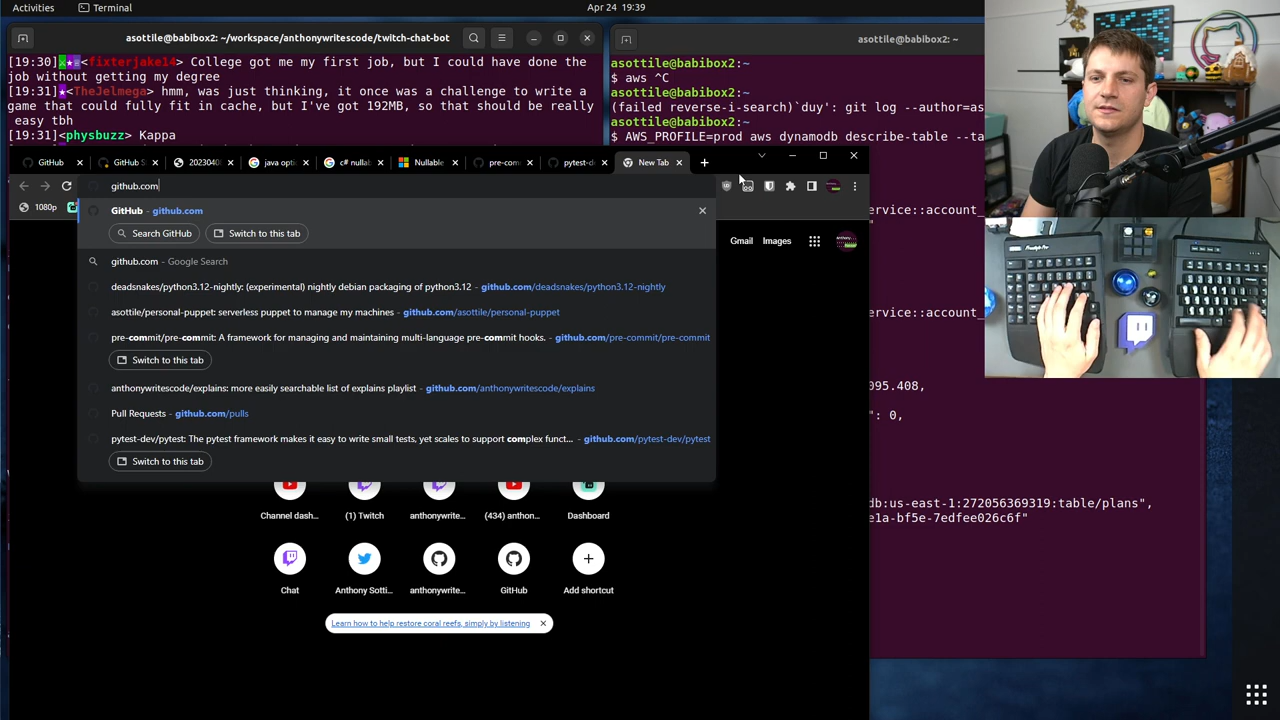 Activities
Terminal
Apr 24 19:39
asottile@babibox2: ~/workspace/anthonywritescode/twitch-chat-bot
asottile@babibox2: ~
[19:30] <fixterjake14> College got me my first job, but I could have done the
job without getting my degree
[19:31] <TheJelmega> hmm, was just thinking, it once was a challenge to write a
game that could fully fit in cache, but I've got 192MB, so that should be really
easy tbh
[19:31]<physbuzz> Kappa
asottile@babibox2:~
$ aws ^C
asottile@babibox2:~
(failed reverse-i-search)`duy': git log --author=as
asottile@babibox2:~
$ AWS_PROFILE=prod aws dynamodb describe-table --ta
ervice::account_
ervice::account_
095.408,
": 0,
db:us-east-1:272056369319:table/plans",
e1a-bf5e-7edfee026c6f"
GitHub
GitHub S
2023040
java opti
c# nullab
Nullable
pre-com
pytest-de
New Tab
github.com
1080p
GitHub - github.com
Search GitHub
Switch to this tab
github.com - Google Search
deadsnakes/python3.12-nightly: (experimental) nightly debian packaging of python3.12 - github.com/deadsnakes/python3.12-nightly
asottile/personal-puppet: serverless puppet to manage my machines - github.com/asottile/personal-puppet
pre-commit/pre-commit: A framework for managing and maintaining multi-language pre-commit hooks. - github.com/pre-commit/pre-commit
Switch to this tab
anthonywritescode/explains: more easily searchable list of explains playlist - github.com/anthonywritescode/explains
Pull Requests - github.com/pulls
pytest-dev/pytest: The pytest framework makes it easy to write small tests, yet scales to support complex funct... - github.com/pytest-dev/pytest
Switch to this tab
Gmail
Images
Channel dash...
(1) Twitch
anthonywrite...
(434) anthon...
Dashboard
Chat
Anthony Sotti...
anthonywrite...
GitHub
Add shortcut
Learn how to help restore coral reefs, simply by listening